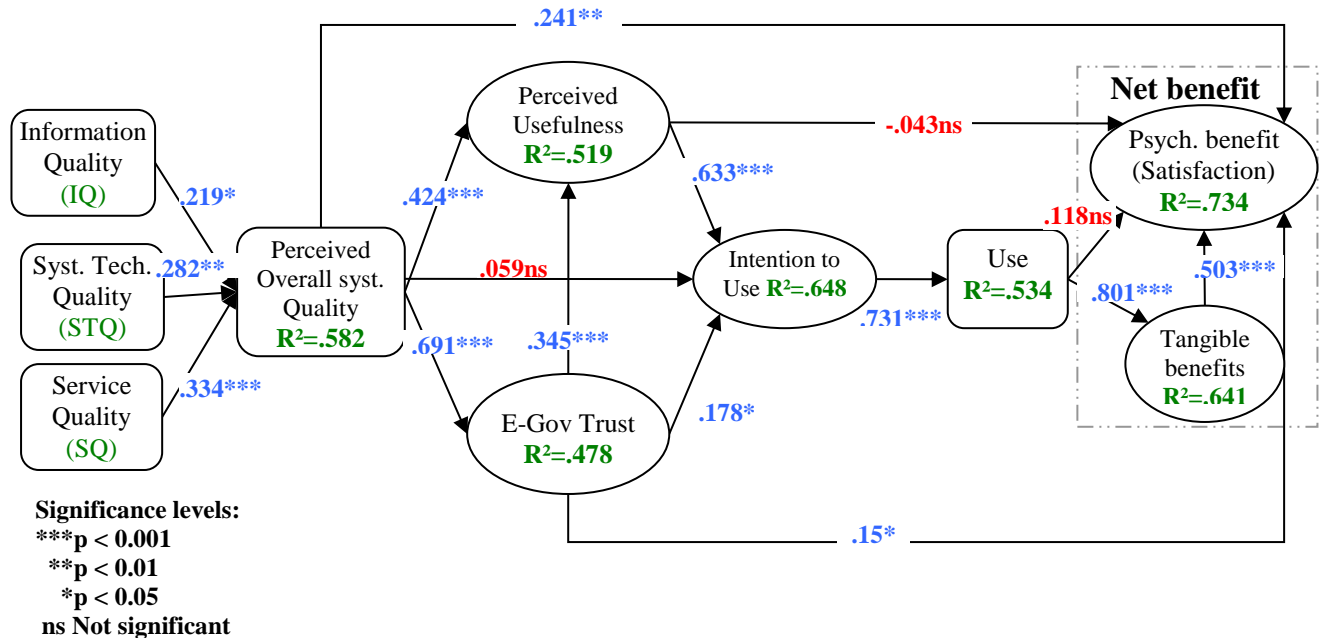 .241**
Net benefit
Information
Quality
(IQ)
Perceived
Usefulness
R²=.519
-.043ns
Psych. benefit
(Satisfaction)
R²=.734
.219*
.424***
.633***
.118ns
Syst. Tech.
Quality
(STQ)
.282**
Perceived
Overall syst.
Quality
R²=.582
.059ns
Intention to
Use R²=.648
.731***
Use
R²=.534
.503***
.801***
Service
Quality
(SQ)
.334***
.691***
.345***
.178*
Tangible
benefits
R²=.641
E-Gov Trust
R²=.478
.15*
Significance levels:
***p < 0.001
**p < 0.01
*p < 0.05
ns Not significant